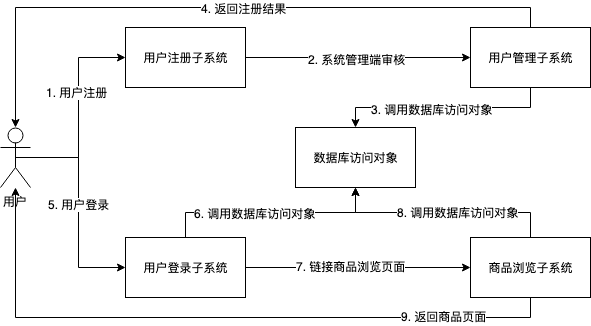 4. 返回注册结果
用户注册子系统
2. 系统管理端审核
用户管理子系统
1. 用户注册
3. 调用数据库访问对象
数据库访问对象
用户
5. 用户登录
6. 调用数据库访问对象
8. 调用数据库访问对象
用户登录子系统
7. 链接商品浏览页面
商品浏览子系统
9. 返回商品页面